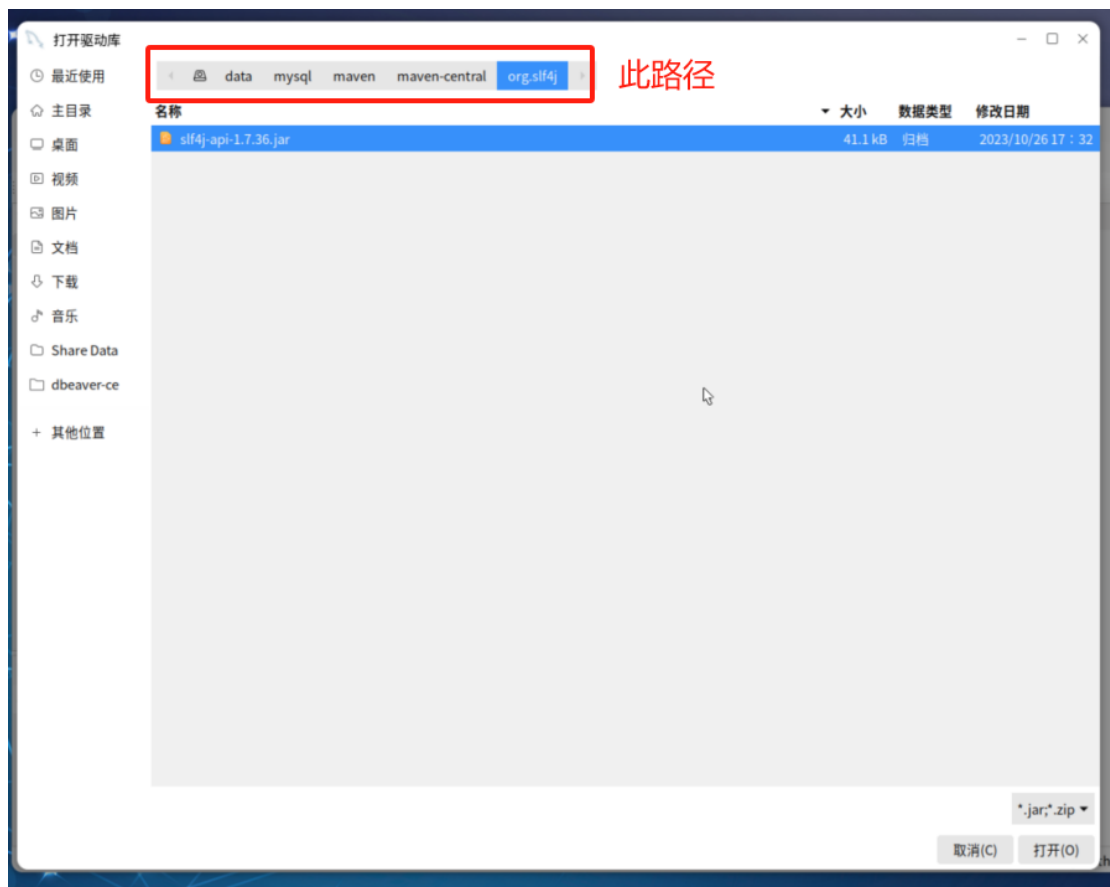 打开驱动库
最近使用
data mysql maven maven-central org.slf4j
此路径
主目录
名称 大小 数据类型 修改日期
桌面
slf4j-api-1.7.36.jar 41.1 kB 归档 2023/10/26 17：32
视频
图片
文档
下载
音乐
Share Data
dbeaver-ce
+ 其他位置
*.jar;*.zip
取消(C) 打开(O)